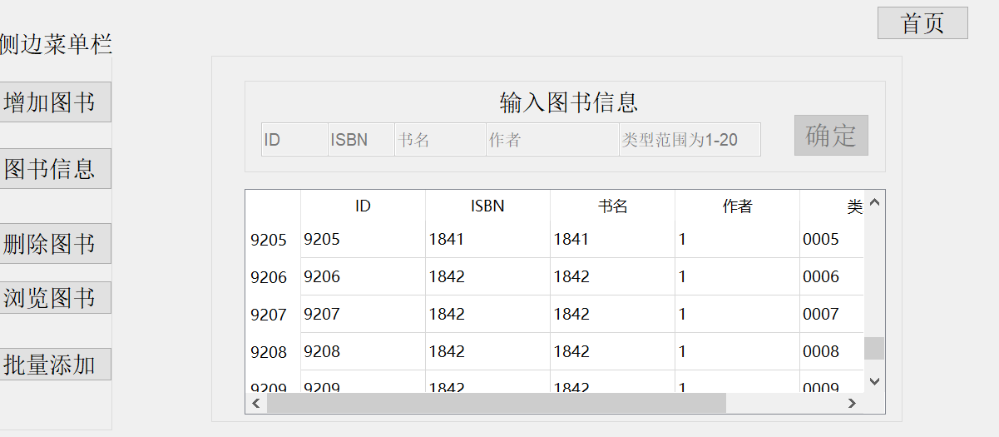 首页
侧边菜单栏
增加图书
图书信息
删除图书
浏览图书
批量添加
输入图书信息
ID ISBN 书名 作者 类型范围为1-20 确定
ID ISBN 书名 作者 类
9205 9205 1841 1841 1 0005
9206 9206 1842 1842 1 0006
9207 9207 1842 1842 1 0007
9208 9208 1842 1842 1 0008
9209 9209 1842 1842 1 0009